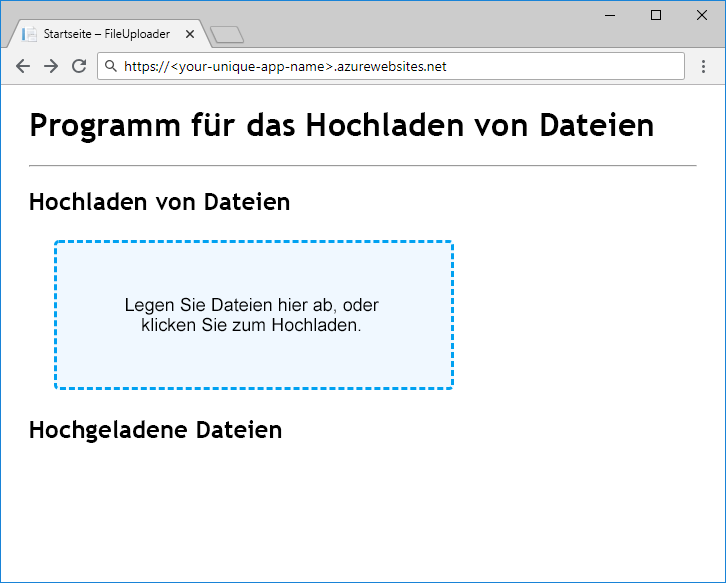 Startseite – FileUploader
https://<your-unique-app-name>.azurewebsites.net
Programm für das Hochladen von Dateien
Hochladen von Dateien
Legen Sie Dateien hier ab, oder
klicken Sie zum Hochladen.
Hochgeladene Dateien